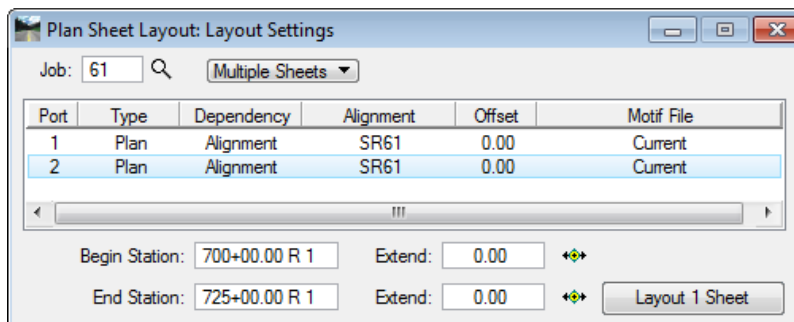 Plan Sheet Layout: Layout Settings
Job: 61 Multiple Sheets
Port Type Dependency Alignment Offset Motif File
1 Plan Alignment SR61 0.00 Current
2 Plan Alignment SR61 0.00 Current
Begin Station: 700+00.00 R 1 Extend: 0.00
End Station: 725+00.00 R 1 Extend: 0.00 Layout 1 Sheet